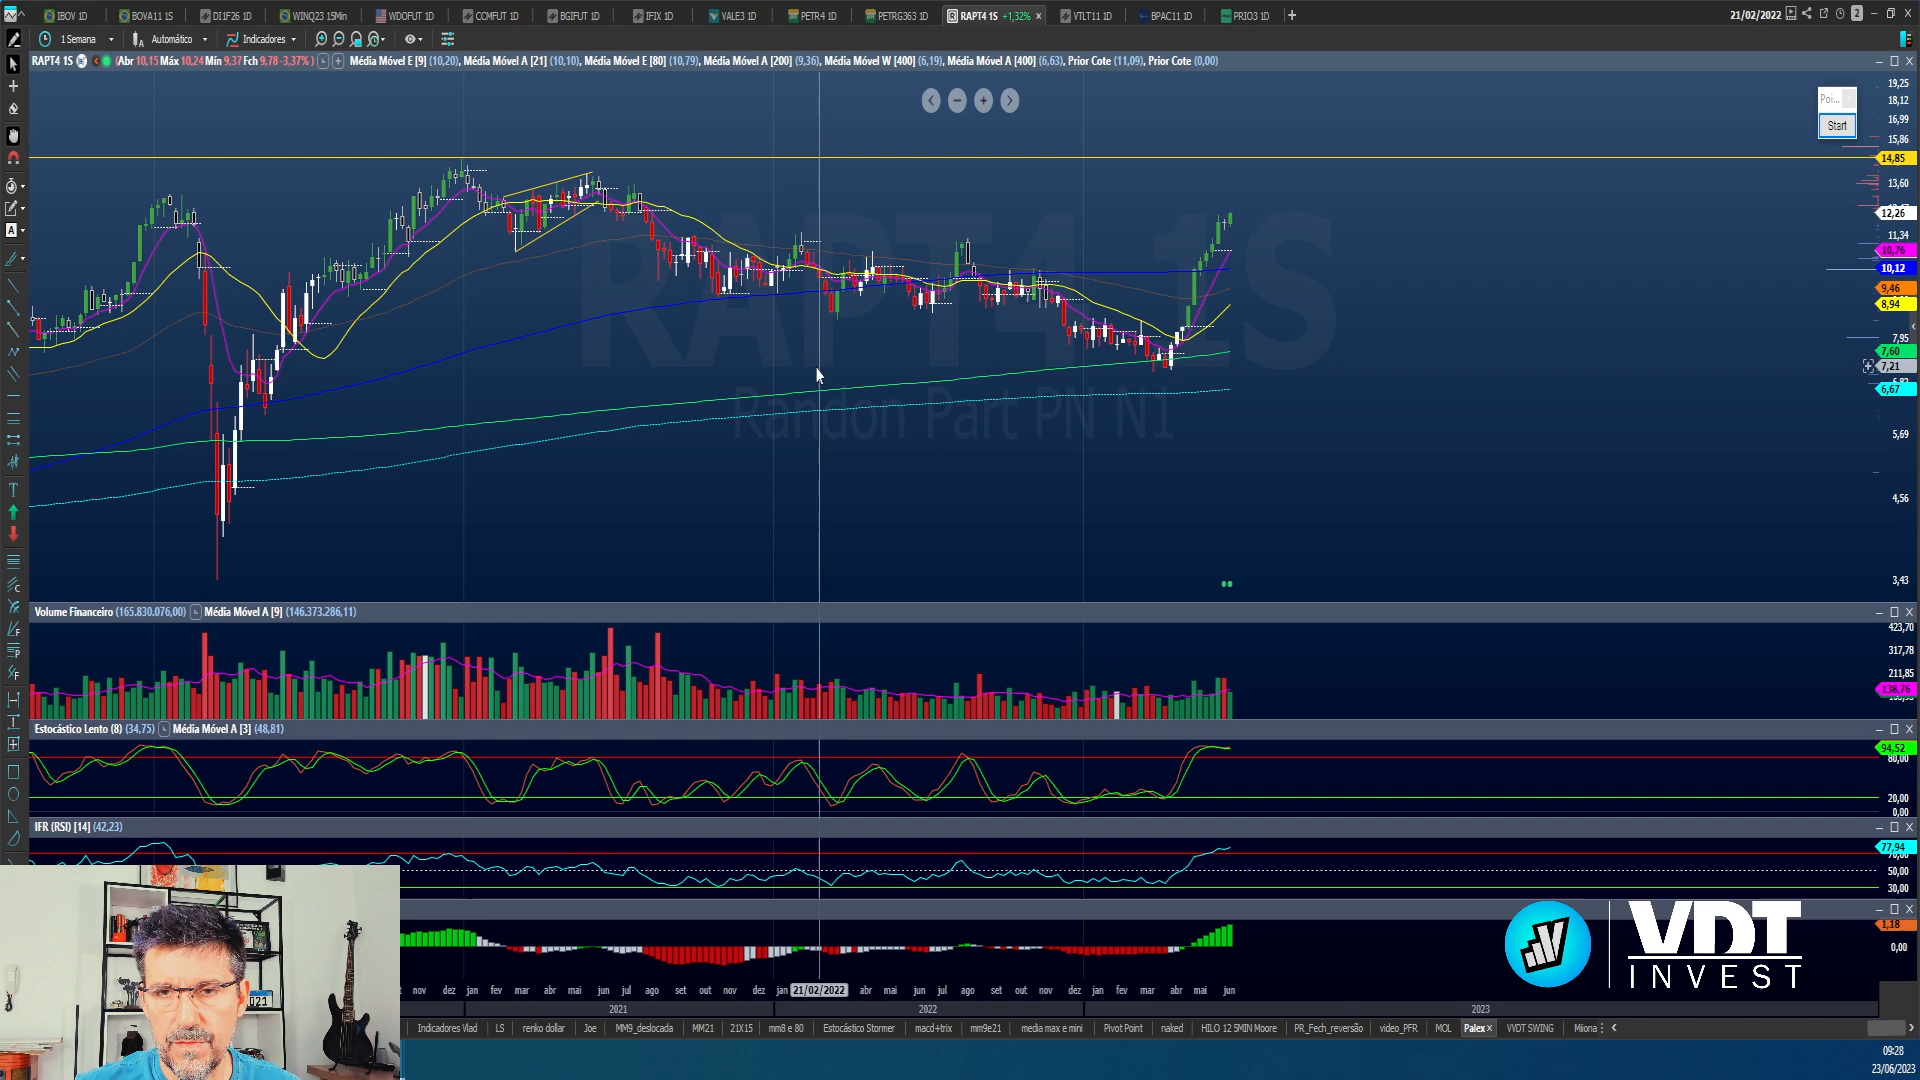 IBOV 1D
BOVA11 1S
DI1F26 1D
WINQ23 15Min
WDOFUT 1D
CCMFUT 1D
BGIFUT 1D
IFIX 1D
VALE3 1D
PETR4 1D
PETRG363 1D
RAPT4 1S +1,32% x
VTLT11 1D
BPAC11 1D
PRIO3 1D
21/02/2022
2
1 Semana
Automático
Indicadores
RAPT4 1S
(Abr 10,15 Máx 10,24 Mín 9,37 Fch 9,78 -3,37% )
Média Móvel E [9] (10,20), Média Móvel A [21] (10,10), Média Móvel E [80] (10,79), Média Móvel A [200] (9,36), Média Móvel W [400] (6,19), Média Móvel A [400] (6,63), Prior Cote (11,09), Prior Cote (0,00)
Poi...
Start
19,25
18,12
16,99
15,86
14,85
13,60
12,26
11,34
10,76
10,12
9,46
8,94
7,95
7,60
7,21
6,67
5,69
4,56
3,43
RAPT4 1S
Randon Part PN N1
Volume Financeiro (165.830.076,00) Média Móvel A [9] (146.373.286,11)
423,70
317,78
211,85
138,76
Estocástico Lento (8) (34,75) Média Móvel A [3] (48,81)
94,52
80,00
20,00
0,00
IFR (RSI) [14] (42,23)
77,94
50,00
30,00
1,18
0,00
VDT
INVEST
nov dez jan fev mar abr mai jun jul ago set out nov dez jan 21/02/2022 abr mai jun jul ago set out nov dez jan fev mar abr mai jun
2021 2022 2023
Indicadores Vlad
LS
renko dollar
Joe
MM9_deslocada
MM21
21X15
mm8 e 80
Estocástico Stormer
macd+trix
mm9e21
media max e mini
Pivot Point
naked
HILO 12 5MIN Moore
PR_Fech_reversão
video_PFR
MOL
Palex x
VVDT SWING
Miona
09:28
23/06/2023